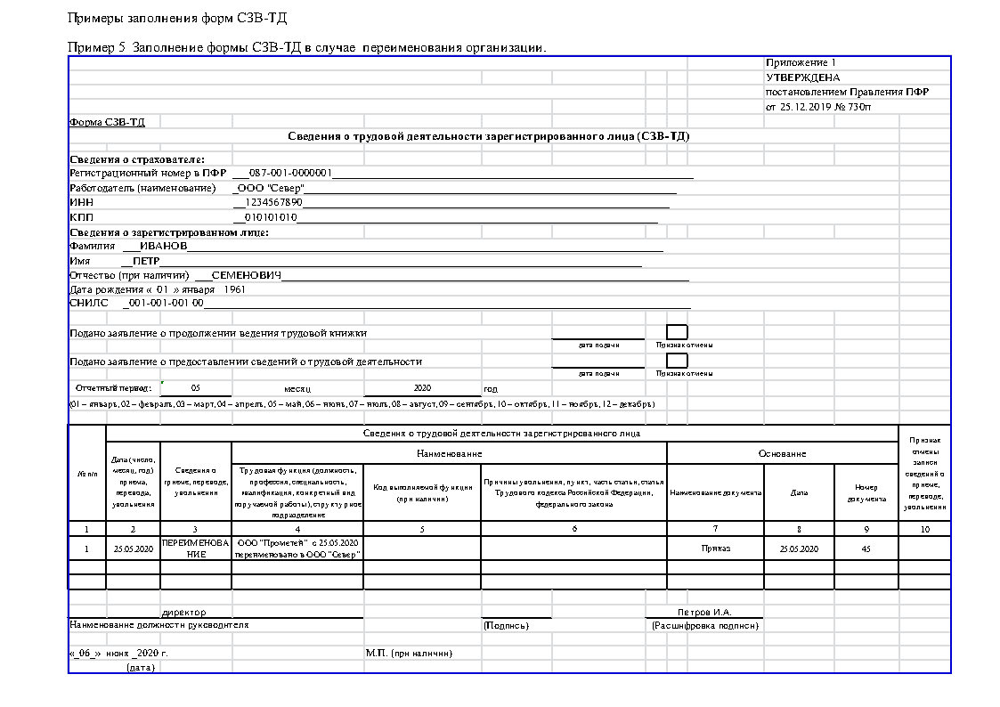 Примеры заполнения форм СЗВ-ТД
Пример 5 Заполнение формы СЗВ-ТД в случае переименования организации.
Приложение 1
УТВЕРЖДЕНА
постановлением Правления ПФР
от 25.12.2019 № 730п
Форма СЗВ-ТД
Сведения о трудовой деятельности зарегистрированного лица (СЗВ-ТД)
Сведения о страхователе:
Регистрационный номер в ПФР ___087-001-0000001
Работодатель (наименование) _ООО "Север"
ИНН __1234567890
КПП __010101010
Сведения о зарегистрированном лице:
Фамилия ___ИВАНОВ
Имя __ПЕТР
Отчество (при наличии) ___СЕМЕНОВИЧ
Дата рождения « 01 » января 1961
СНИЛС _001-001-001 00
Подано заявление о продолжении ведения трудовой книжки
дата подачи Признак отмены
Подано заявление о предоставлении сведений о трудовой деятельности
дата подачи Признак отмены
Отчетный период: 05 месяц 2020 год
(01 – январь, 02 – февраль, 03 – март, 04 – апрель, 05 – май, 06 – июнь, 07 – июль, 08 – август, 09 – сентябрь, 10 – октябрь, 11 – ноябрь, 12 – декабрь)
№ п/п
Сведения о трудовой деятельности зарегистрированного лица
Дата (число,
месяц, год)
приема,
перевода,
увольнения
Сведения о
приеме, переводе,
увольнении
Наименование
Трудовая функция (должность,
профессия, специальность,
квалификация, конкретный вид
поручаемой работы), структурное
подразделение
Код выполняемой функции
(при наличии)
Причины увольнения, пункт, часть статьи, статья
Трудового кодекса Российской Федерации,
федерального закона
Основание
Наименование документа
Дата
Номер
документа
Признак
отмены
записи
сведений о
приеме,
переводе,
увольнении
1 2 3 4 5 6 7 8 9 10
1 25.05.2020 ПЕРЕИМЕНОВА ООО "Прометей" с 25.05.2020 Приказ 25.05.2020 45
НИЕ переименовано в ООО "Север"
директор Петров И.А.
Наименование должности руководителя (Подпись) (Расшифровка подписи)
«_06_» июня _2020 г. М.П. (при наличии)
(дата)